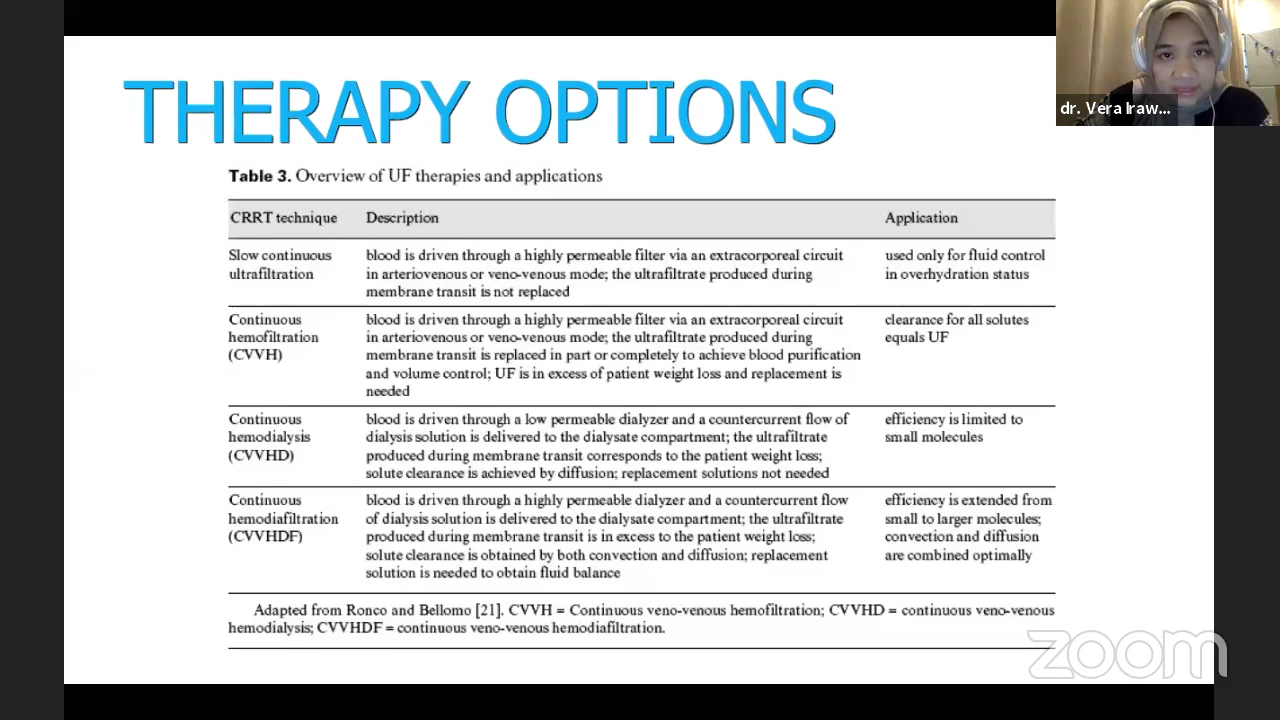 THERAPY OPTIONS
dr. Vera Iraw...
Table 3. Overview of UF therapies and applications
CRRT technique Description Application
Slow continuous ultrafiltration
blood is driven through a highly permeable filter via an extracorporeal circuit
in arteriovenous or veno-venous mode; the ultrafiltrate produced during
membrane transit is not replaced
used only for fluid control
in overhydration status
Continuous
hemofiltration
(CVVH)
blood is driven through a highly permeable filter via an extracorporeal circuit
in arteriovenous or veno-venous mode; the ultrafiltrate produced during
membrane transit is replaced in part or completely to achieve blood purification
and volume control; UF is in excess of patient weight loss and replacement is
needed
clearance for all solutes
equals UF
Continuous
hemodialysis
(CVVHD)
blood is driven through a low permeable dialyzer and a countercurrent flow of
dialysis solution is delivered to the dialysate compartment; the ultrafiltrate
produced during membrane transit corresponds to the patient weight loss;
solute clearance is achieved by diffusion; replacement solutions not needed
efficiency is limited to
small molecules
Continuous
hemodiafiltration
(CVVHDF)
blood is driven through a highly permeable dialyzer and a countercurrent flow
of dialysis solution is delivered to the dialysate compartment; the ultrafiltrate
produced during membrane transit is in excess to the patient weight loss;
solute clearance is obtained by both convection and diffusion; replacement
solution is needed to obtain fluid balance
efficiency is extended from
small to larger molecules;
convection and diffusion
are combined optimally
Adapted from Ronco and Bellomo [21]. CVVH = Continuous veno-venous hemofiltration; CVVHD = continuous veno-venous
hemodialysis; CVVHDF = continuous veno-venous hemodiafiltration.
zoom